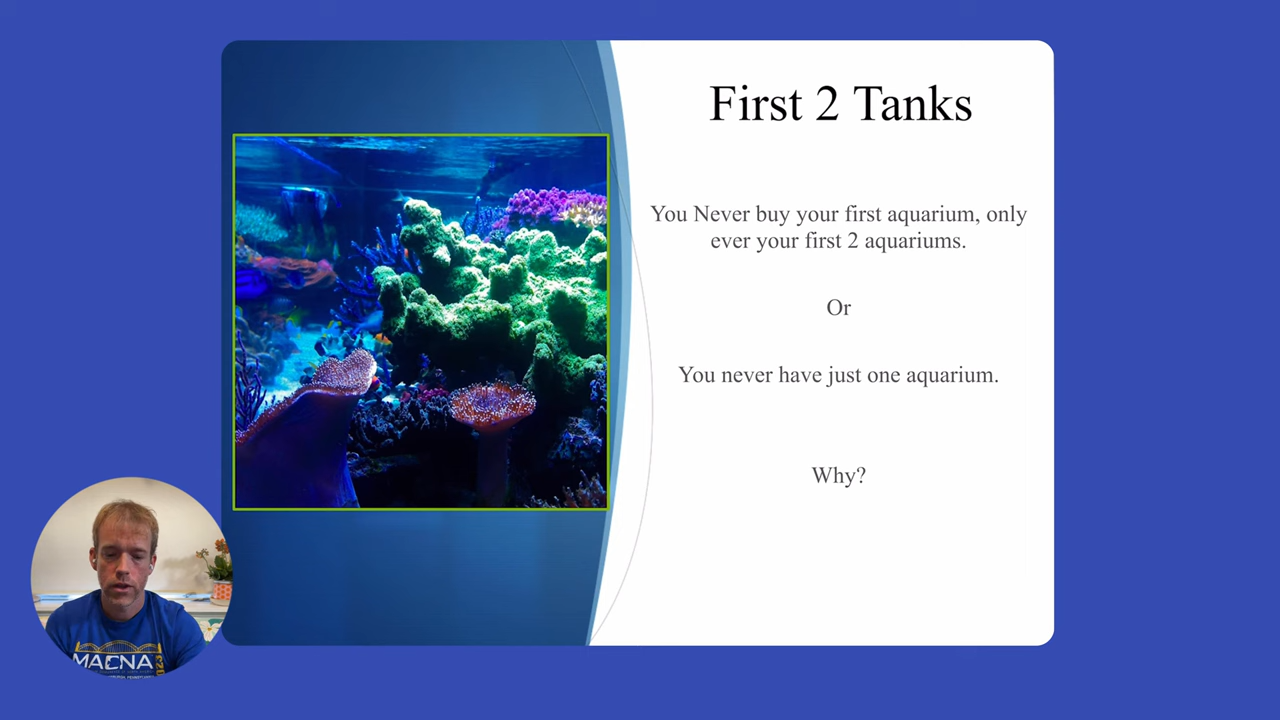 First 2 Tanks
You Never buy your first aquarium, only
ever your first 2 aquariums.
Or
You never have just one aquarium.
Why?
MACNA